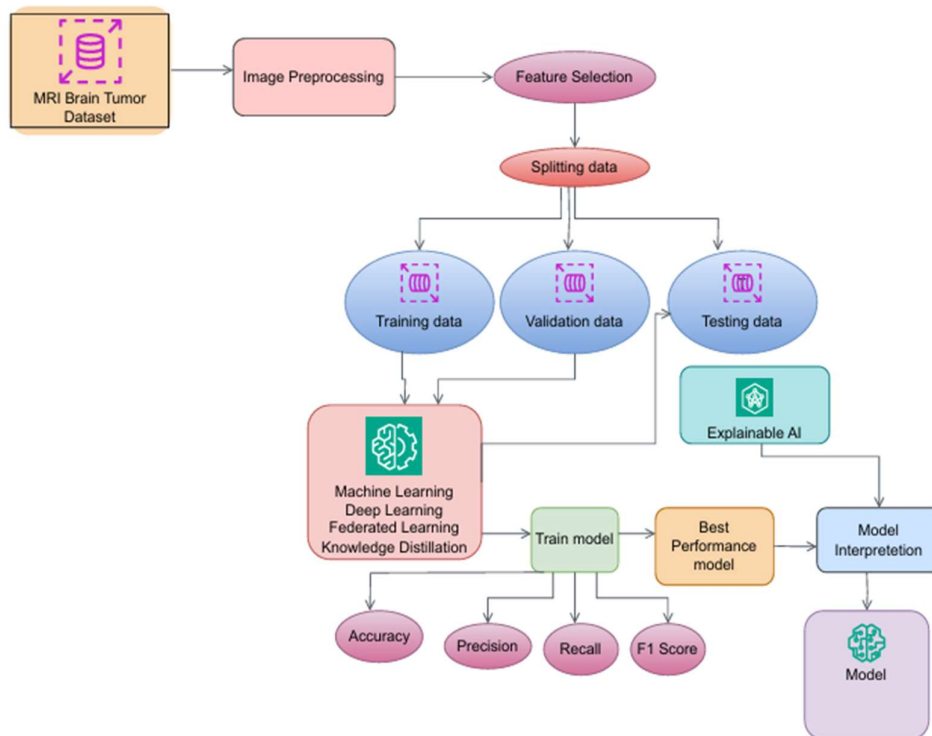 MRI Brain Tumor
Dataset
Image Preprocessing
Feature Selection
Splitting data
Training data
Validation data
Testing data
Explainable AI
Machine Learning
Deep Learning
Federated Learning
Knowledge Distillation
Train model
Best
Performance
model
Model
Interpretetion
Accuracy
Precision
Recall
F1 Score
Model